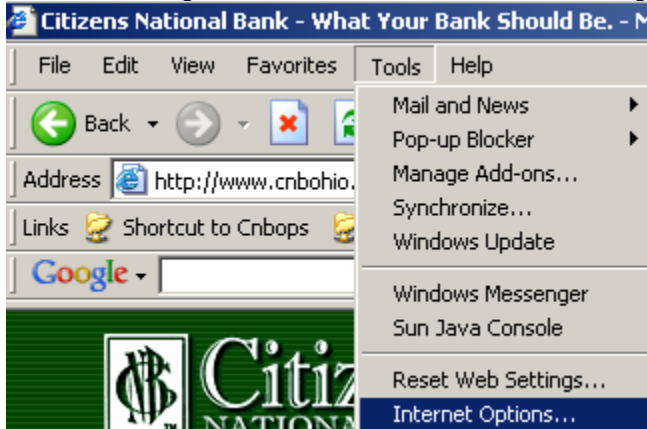 Citizens National Bank - What Your Bank Should Be. - M
File Edit View Favorites Tools Help
Back
Mail and News
Pop-up Blocker
Address http://www.cnbohio.
Manage Add-ons...
Synchronize...
Links Shortcut to Cnbops
Windows Update
Google
Windows Messenger
Sun Java Console
Reset Web Settings...
Internet Options...
Citiz
NATIONA